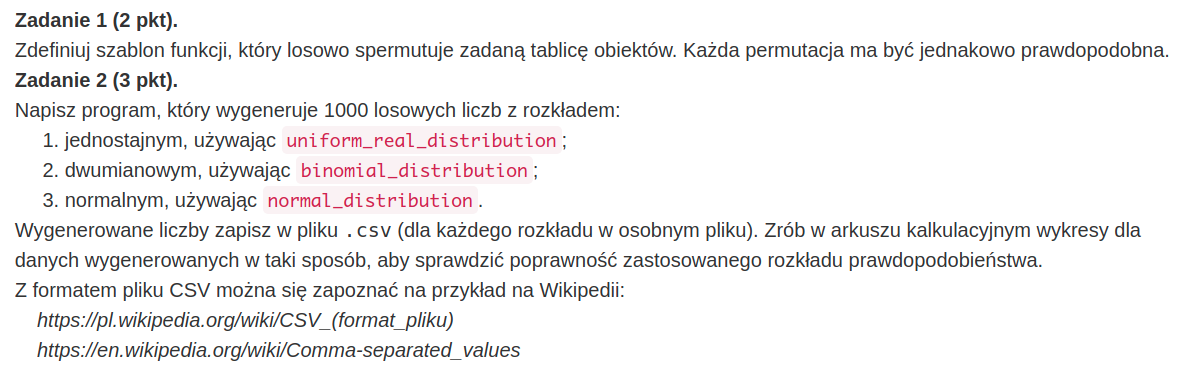 Zadanie 1 (2 pkt).
Zdefiniuj szablon funkcji, który losowo spermutuje zadaną tablicę obiektów. Każda permutacja ma być jednakowo prawdopodobna.
Zadanie 2 (3 pkt).
Napisz program, który wygeneruje 1000 losowych liczb z rozkładem:
1. jednostajnym, używając uniform_real_distribution;
2. dwumianowym, używając binomial_distribution;
3. normalnym, używając normal_distribution.
Wygenerowane liczby zapisz w pliku .csv (dla każdego rozkładu w osobnym pliku). Zrób w arkuszu kalkulacyjnym wykresy dla
danych wygenerowanych w taki sposób, aby sprawdzić poprawność zastosowanego rozkładu prawdopodobieństwa.
Z formatem pliku CSV można się zapoznać na przykład na Wikipedii:
https://pl.wikipedia.org/wiki/CSV_(format_pliku)
https://en.wikipedia.org/wiki/Comma-separated_values